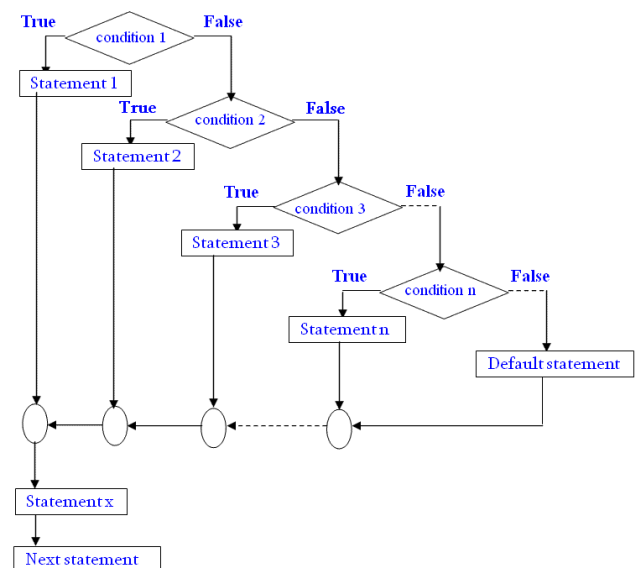 True
False
condition 1
Statement 1
True
False
condition 2
Statement 2
True
False
condition 3
Statement 3
True
False
condition n
Statement n
Default statement
Statement x
Next statement